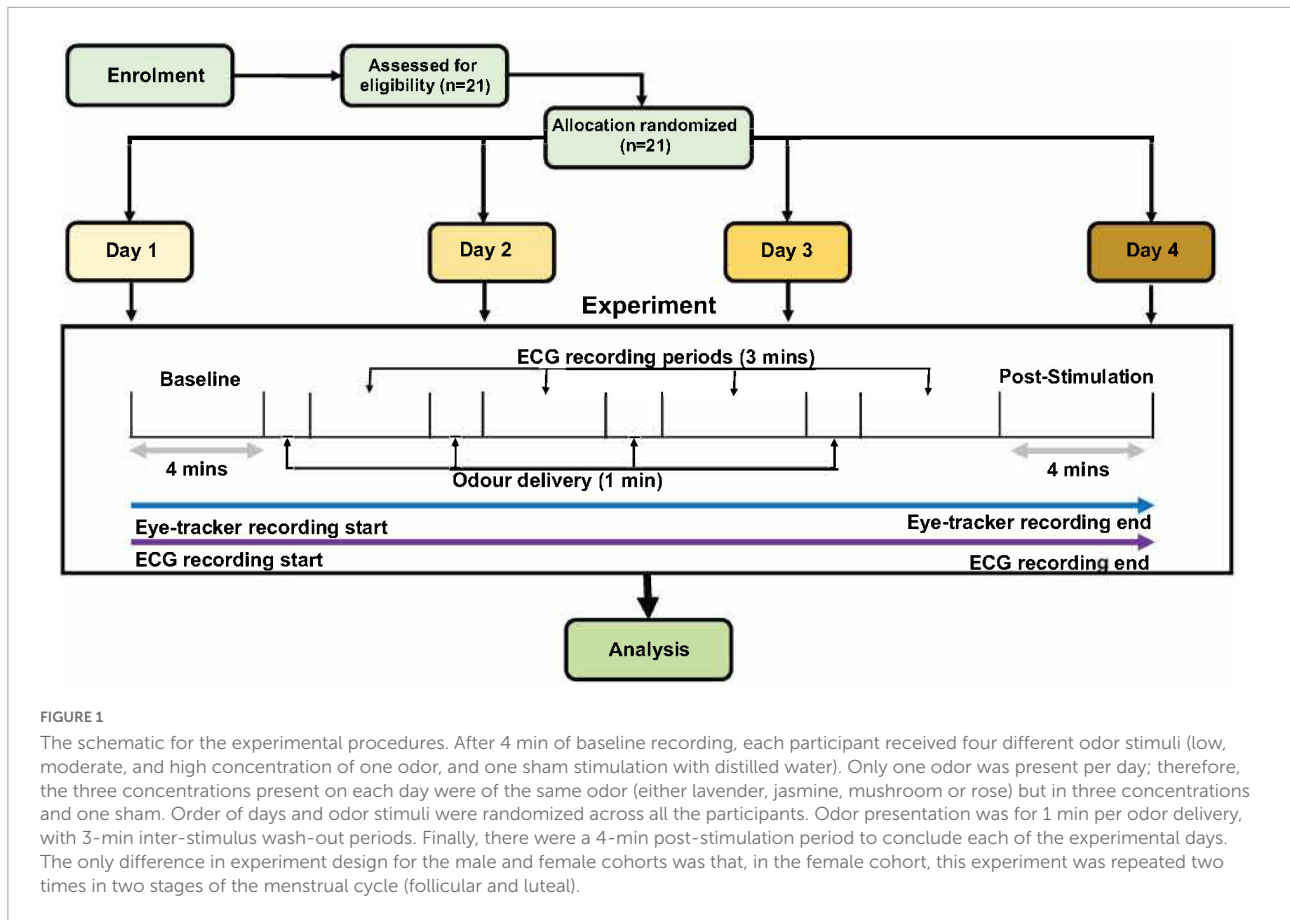 Enrolment
Assessed for
eligibility (n=21)
Allocation randomized
(n=21)
Day 1
Day 2
Day 3
Day 4
Experiment
ECG recording periods (3 mins)
Baseline
Post-Stimulation
4 mins
4 mins
Odour delivery (1 min)
Eye-tracker recording start
Eye-tracker recording end
ECG recording start
ECG recording end
Analysis
FIGURE 1
The schematic for the experimental procedures. After 4 min of baseline recording, each participant received four different odor stimuli (low,
moderate, and high concentration of one odor, and one sham stimulation with distilled water). Only one odor was present per day; therefore,
the three concentrations present on each day were of the same odor (either lavender, jasmine, mushroom or rose) but in three concentrations
and one sham. Order of days and odor stimuli were randomized across all the participants. Odor presentation was for 1 min per odor delivery,
with 3-min inter-stimulus wash-out periods. Finally, there were a 4-min post-stimulation period to conclude each of the experimental days.
The only difference in experiment design for the male and female cohorts was that, in the female cohort, this experiment was repeated two
times in two stages of the menstrual cycle (follicular and luteal).